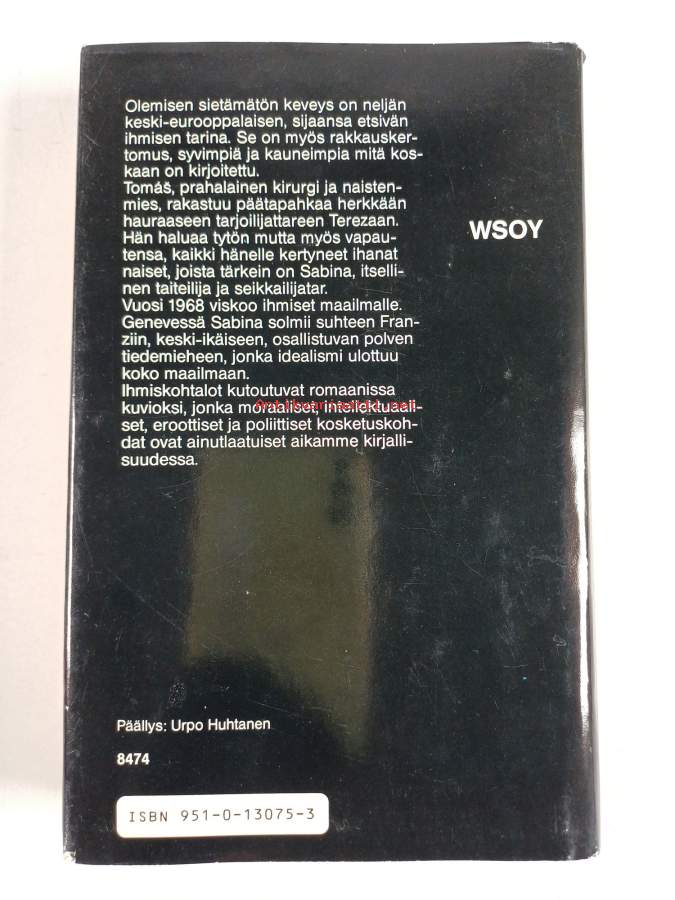 Olemisen sietämätön keveys on neljän
keski-eurooppalaisen, sijaansa etsivän
ihmisen tarina. Se on myös rakkausker-
tomus, syvimpiä ja kauneimpia mitä kos-
kaan on kirjoitettu.
Tomáš, prahalainen kirurgi ja naisten-
mies, rakastuu päätapahkaa herkkään
hauraaseen tarjoilijattareen Terezaan.
Hän haluaa tytön mutta myös vapau-
tensa, kaikki hänelle kertyneet ihanat
naiset, joista tärkein on Sabina, itselli-
nen taiteilija ja seikkailijatar.
Vuosi 1968 viskoo ihmiset maailmalle.
Genevessä Sabina solmii suhteen Fran-
ziin, keski-ikäiseen, osallistuvan polven
tiedemieheen, jonka idealismi ulottuu
koko maailmaan.
Ihmiskohtalot kutoutuvat romaanissa
kuvioksi, jonka moraaliset, intellektuaali-
set, eroottiset ja poliittiset kosketuskoh-
dat ovat ainutlaatuiset aikamme kirjalli-
suudessa.
WSOY
Päällys: Urpo Huhtanen
8474
ISBN 951-0-13075-3